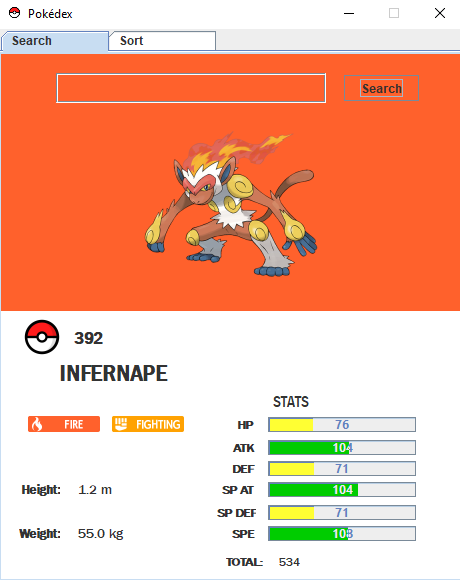 Pokédex
Search Sort
Search
392
INFERNAPE
FIRE FIGHTING
STATS
HP 76
ATK 104
DEF 71
Height: 1.2 m SP AT 104
SP DEF 71
Weight: 55.0 kg SPE 108
TOTAL: 534